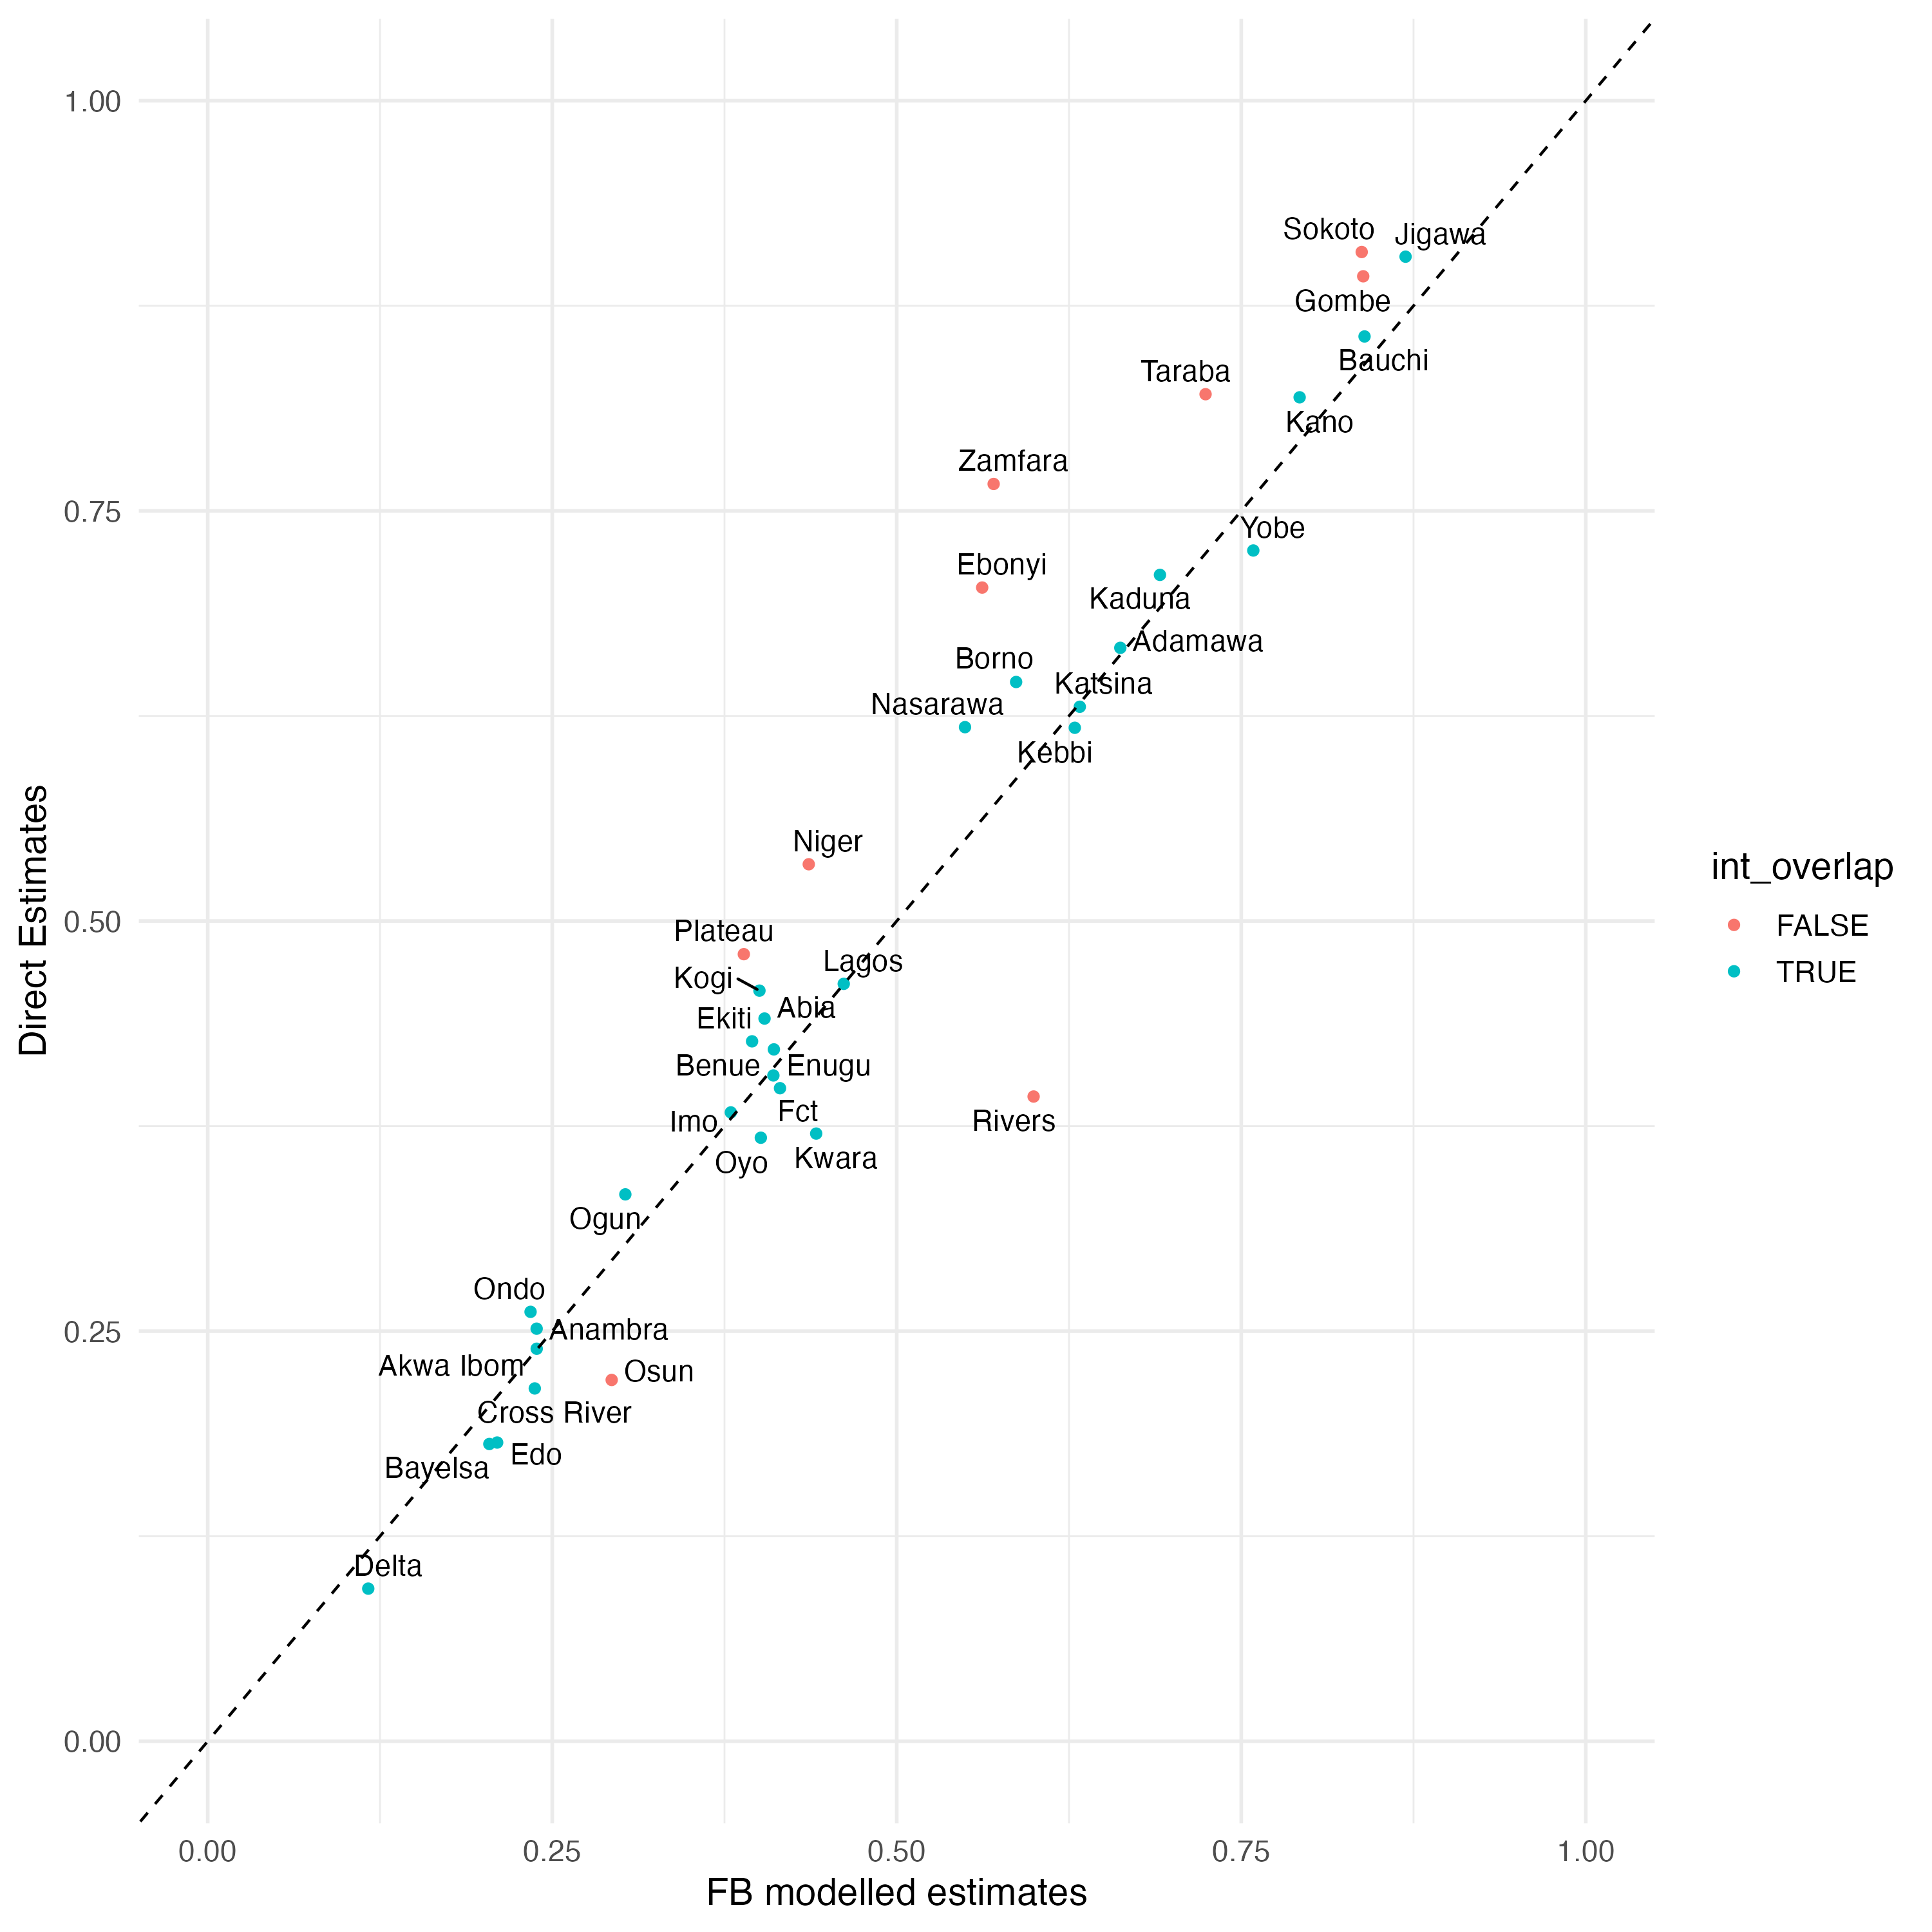 1.00
Sokoto
Jigawa
Gombe
Bauchi
Taraba
Kano
Zamfara
0.75
Yobe
Ebonyi
Kaduna
Adamawa
Borno
Katsina
Nasarawa
Kebbi
Niger
Direct Estimates
0.50
Plateau
Lagos
Kogi
Abia
Ekiti
Benue
Enugu
Imo
Fct
Rivers
Oyo
Kwara
Ogun
Ondo
0.25
Anambra
Akwa Ibom
Osun
Cross River
Edo
Bayelsa
Delta
0.00
0.00
0.25
0.50
0.75
1.00
FB modelled estimates
int_overlap
FALSE
TRUE